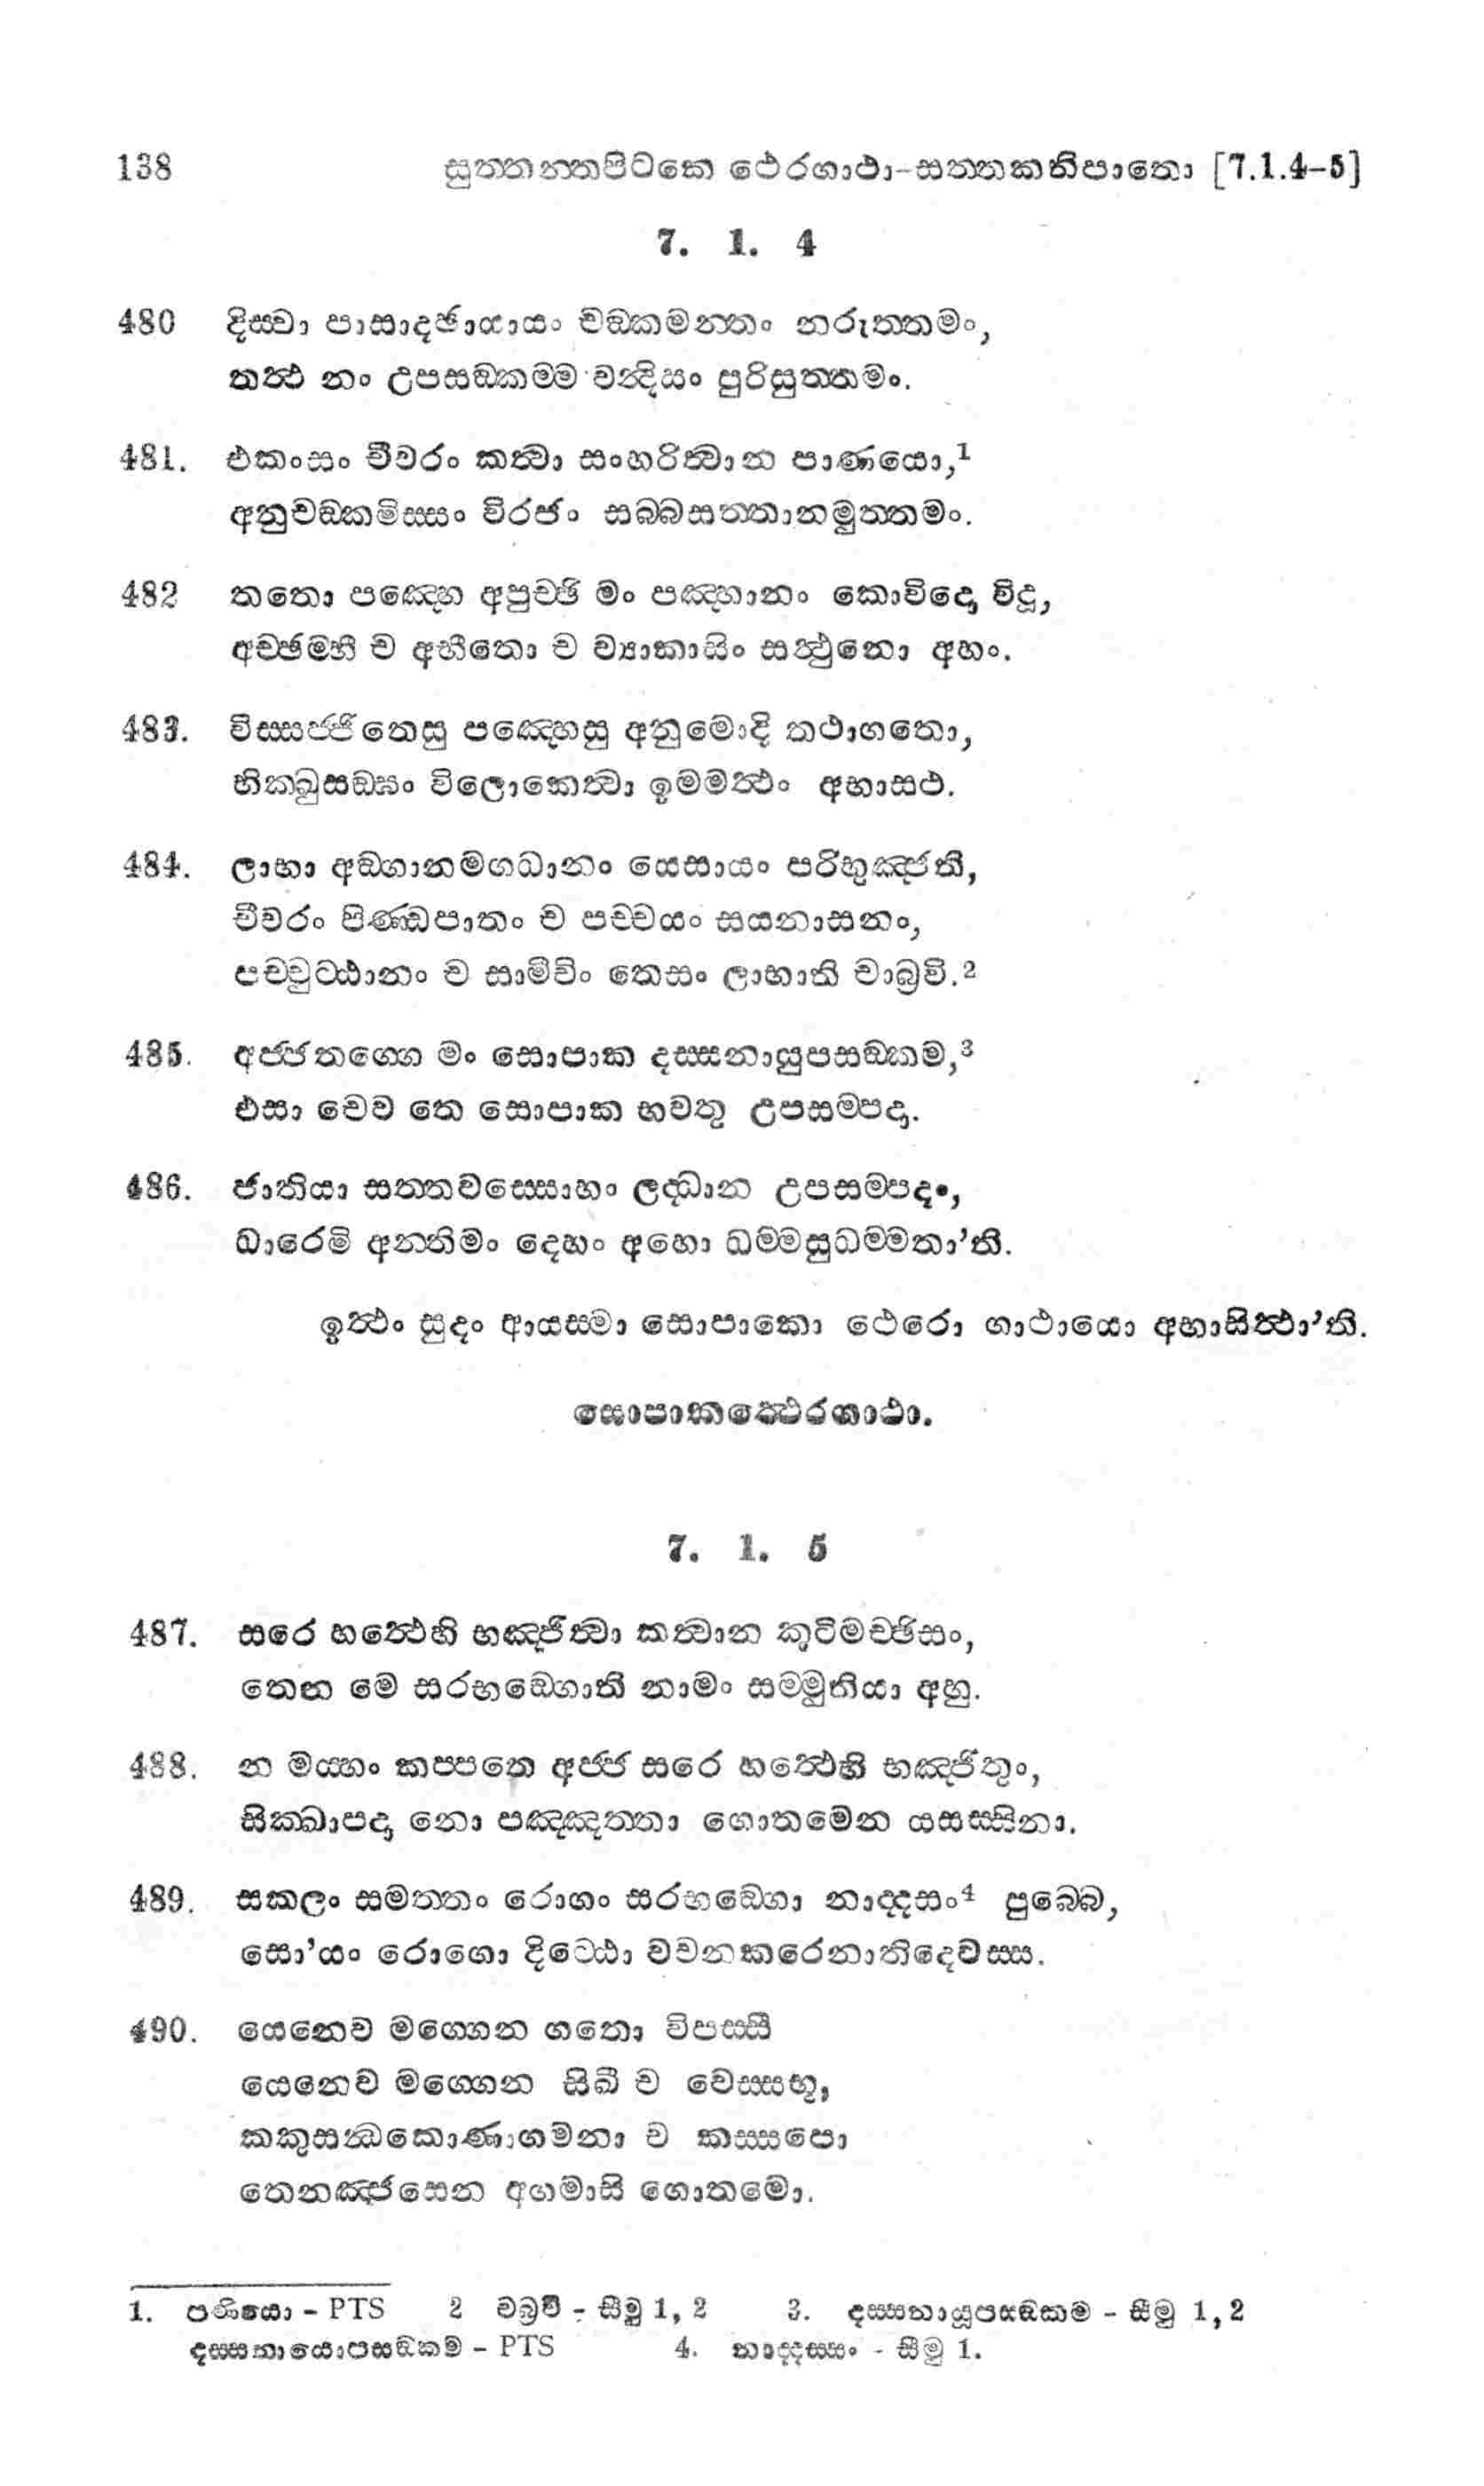 138 සුත්තන්තපිටකෙ ථෙරගාථා-සත්තකනිපාතො [7.1.4-5]
7. 1. 4
480 දිස්වා පාසාදඡායායං චඞ්කමන්තං නරුත්තමං,
තත්ථ නං උපසඞ්කම්ම වන්දියං පුරිසුත්තමං.
481. එකංසං චීවරං කත්වා සංහරිත්වාන පාණයො,1
අනුචඞ්කමිස්සං විරජං සබ්බසත්තානමුත්තමං.
482 තතො පඤ්හෙ අපුච්ඡි මං පඤ්හානං කොවිදො විදූ,
අච්ඡම්භී ච අභීතො ච ව්‍යාකාසිං සත්ථුනො අහං.
483. විස්සජ්ජිතෙසු පඤ්හෙසු අනුමොදි තථාගතො,
භික්ඛුසඞ්ඝං විලොකෙත්වා ඉමමත්ථං අභාසථ.
484. ලාභා අඞ්ගානමගධානං යෙසායං පරිභුඤ්ජති,
චීවරං පිණ්ඩපාතං ච පච්චයං සයනාසනං,
පච්චුට්ඨානං ච සාමීචිං තෙසං ලාභාති චාබ්‍රවි.2
485. අජ්ජතග්ගෙ මං සොපාක දස්සනායුපසඞ්කම,3
එසා චෙව තෙ සොපාක භවතු උපසම්පදා.
486. ජාතියා සත්තවස්සොහං ලද්ධාන උපසම්පදං,
ධාරෙමි අන්තිමං දෙහං අහො ධම්මසුධම්මතා’ති.
ඉත්ථං සුදං ආයස්මා සොපාකො ථෙරො ගාථායො අභාසිත්ථා’ති.
සොපාකත්ථෙරගාථා.
7. 1. 5
487. සරෙ හත්ථෙහි භඤ්ජිත්වා කත්වාන කුටිමච්ඡිසං,
තෙන මෙ සරභඞ්ගොති නාමං සම්මුතියා අහු.
488. න මය්හං කප්පතෙ අජ්ජ සරෙ හත්ථෙහි භඤ්ජිතුං,
සික්ඛාපදා නො පඤ්ඤත්තා ගොතමෙන යසස්සිනා.
489. සකලං සමත්තං රොගං සරභඞ්ගො නාද්දසං4 පුබ්බෙ,
සො’යං රොගො දිට්ඨො වචනකරෙනාතිදෙවස්ස.
490. යෙනෙව මග්ගෙන ගතො විපස්සී
යෙනෙව මග්ගෙන සිඛී ච වෙස්සභූ,
කකුසන්ධකොණාගමනා ච කස්සපො
තෙනඤ්ජසෙන අගමාසි ගොතමො.
1. පණියො - PTS 2 චබ්‍රවී - සීමු 1, 2 3. දස්සනායූපසඞ්කම - සීමු 1, 2
දස්සනායොපසඞ්කම - PTS 4. නාද්දස්සං - සීමු 1.